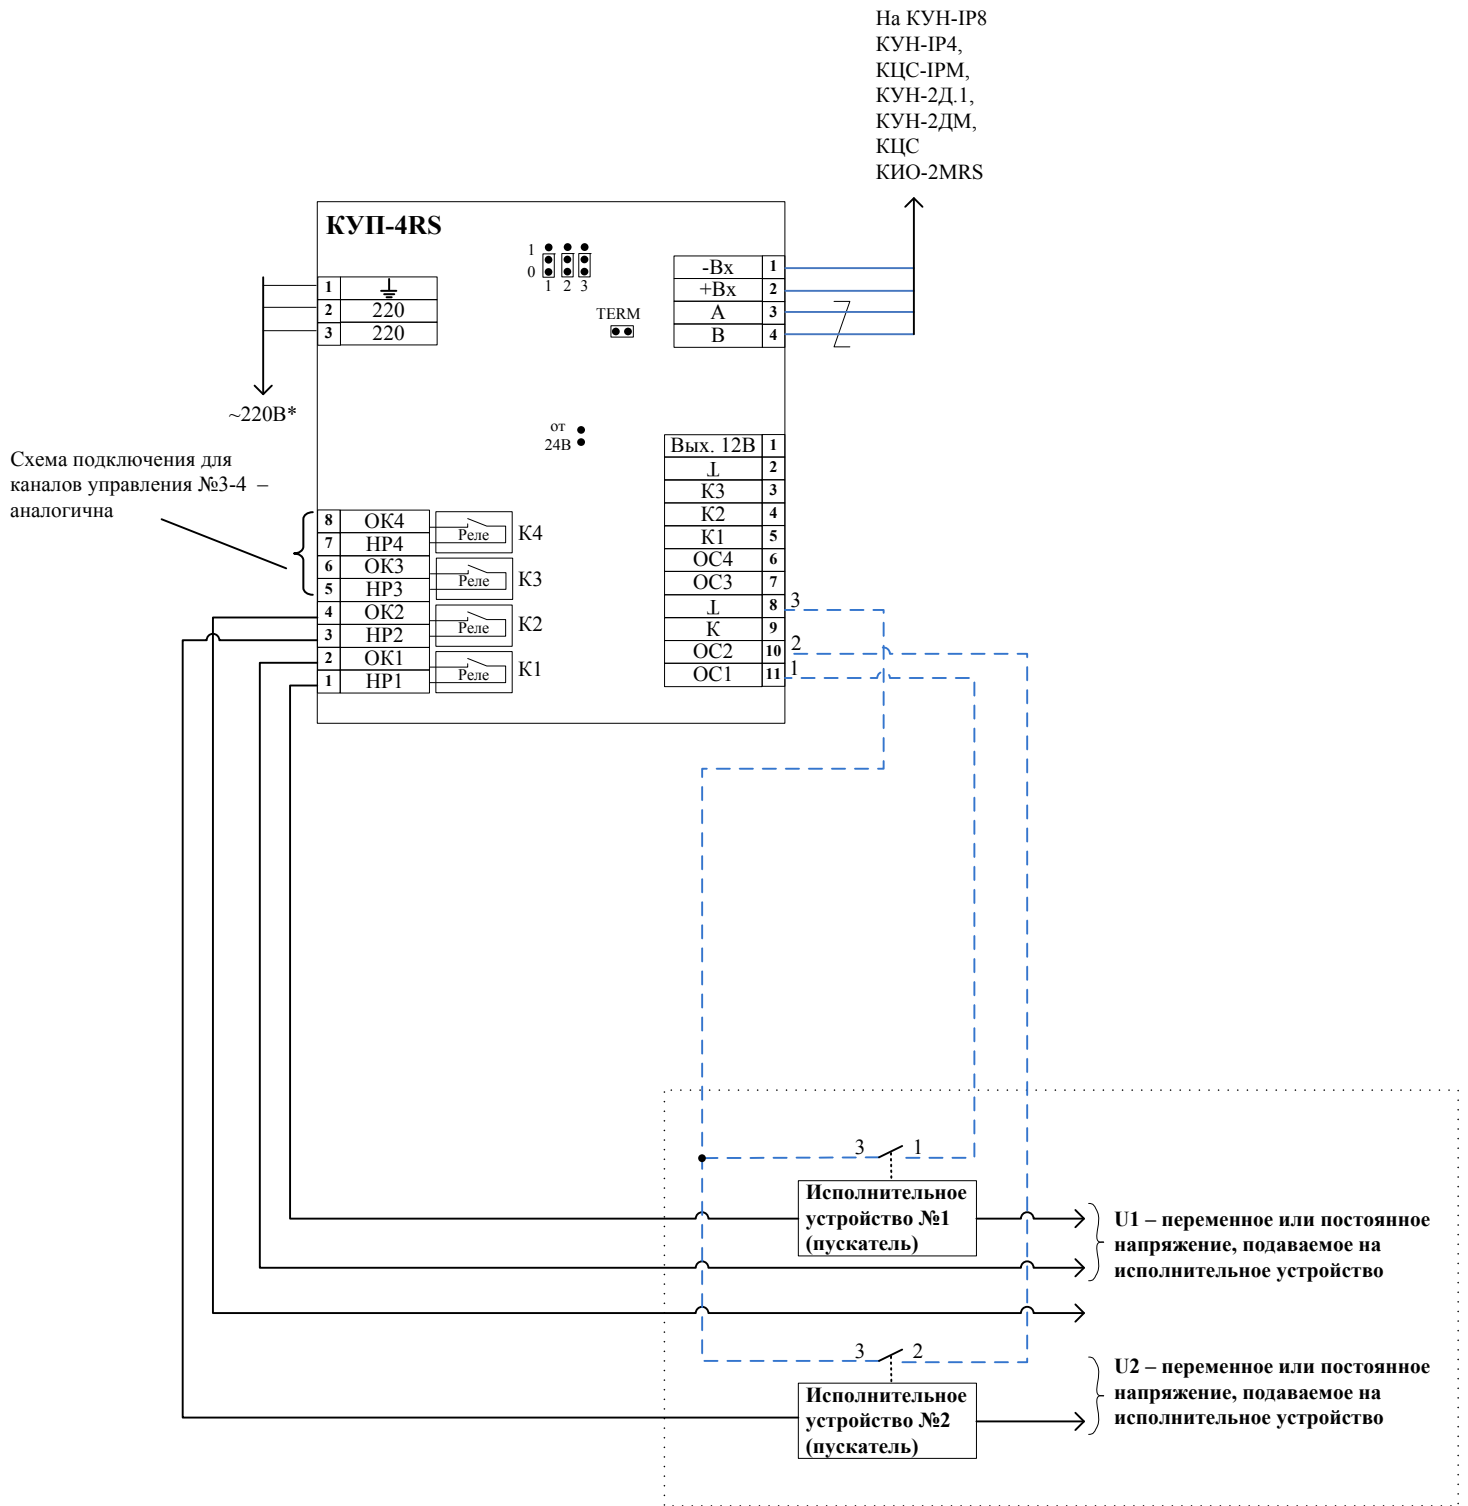 На КУН-IP8
КУН-IP4,
КЦС-IPM,
КУН-2Д.1,
КУН-2ДМ,
КЦС
КИО-2MRS
КУП-4RS
1
0
1 2 3
TERM
1
2 220
3 220
~220В*
-Вх 1
+Вх 2
А 3
В 4
от
24В
Схема подключения для
каналов управления №3-4 –
аналогична
8 ОК4
7 НР4
6 ОК3
5 НР3
4 ОК2
3 НР2
2 ОК1
1 НР1
Реле К4
Реле К3
Реле К2
Реле К1
Вых. 12В 1
2
К3 3
К2 4
К1 5
ОС4 6
ОС3 7
8 3
К 9
ОС2 10 2
ОС1 11 1
3 1
Исполнительное
устройство №1
(пускатель)
U1 – переменное или постоянное
напряжение, подаваемое на
исполнительное устройство
3 2
Исполнительное
устройство №2
(пускатель)
U2 – переменное или постоянное
напряжение, подаваемое на
исполнительное устройство